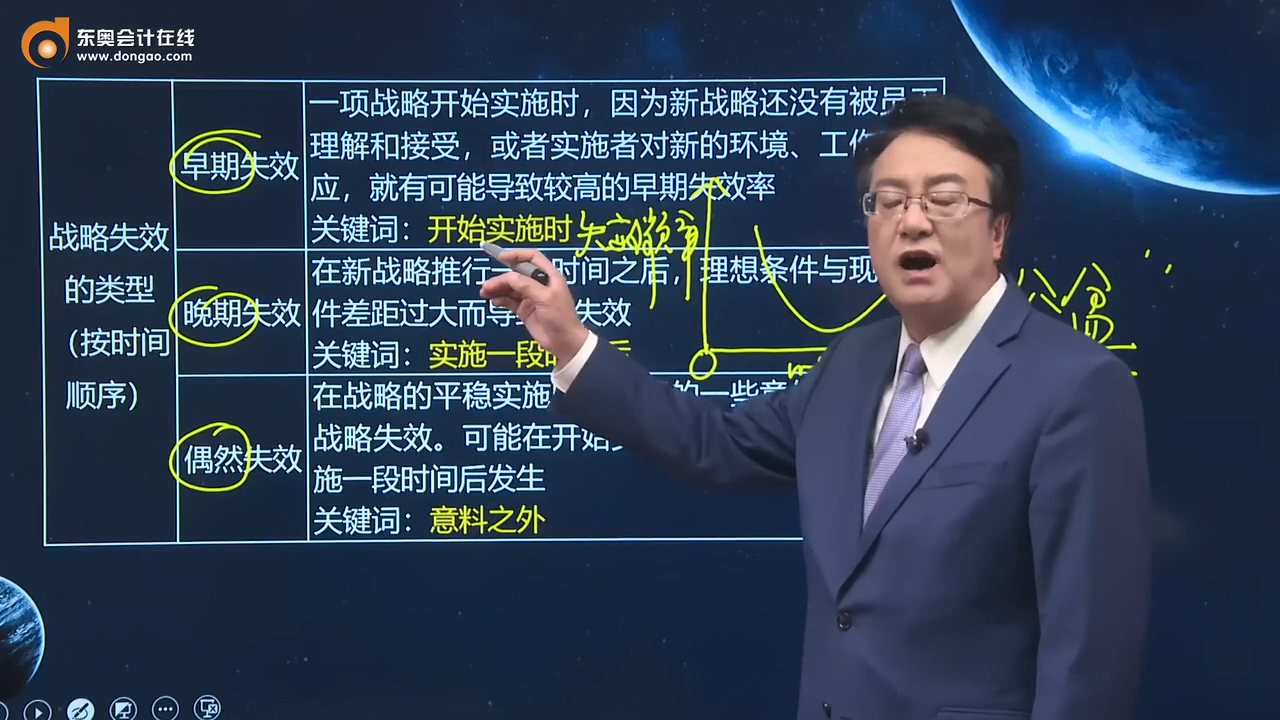 东奥会计在线
www.dongao.com
战略失效
的类型
（按时间
顺序）
早期失效
一项战略开始实施时，因为新战略还没有被员工
理解和接受，或者实施者对新的环境、工作
应，就有可能导致较高的早期失效率
关键词：开始实施时
失效的频率
晚期失效
在新战略推行一 时间之后，理想条件与现
件差距过大而导 失效
关键词：实施一段时 后
偶然失效
在战略的平稳实施 的一些意
战略失效。可能在开始
施一段时间后发生
关键词：意料之外